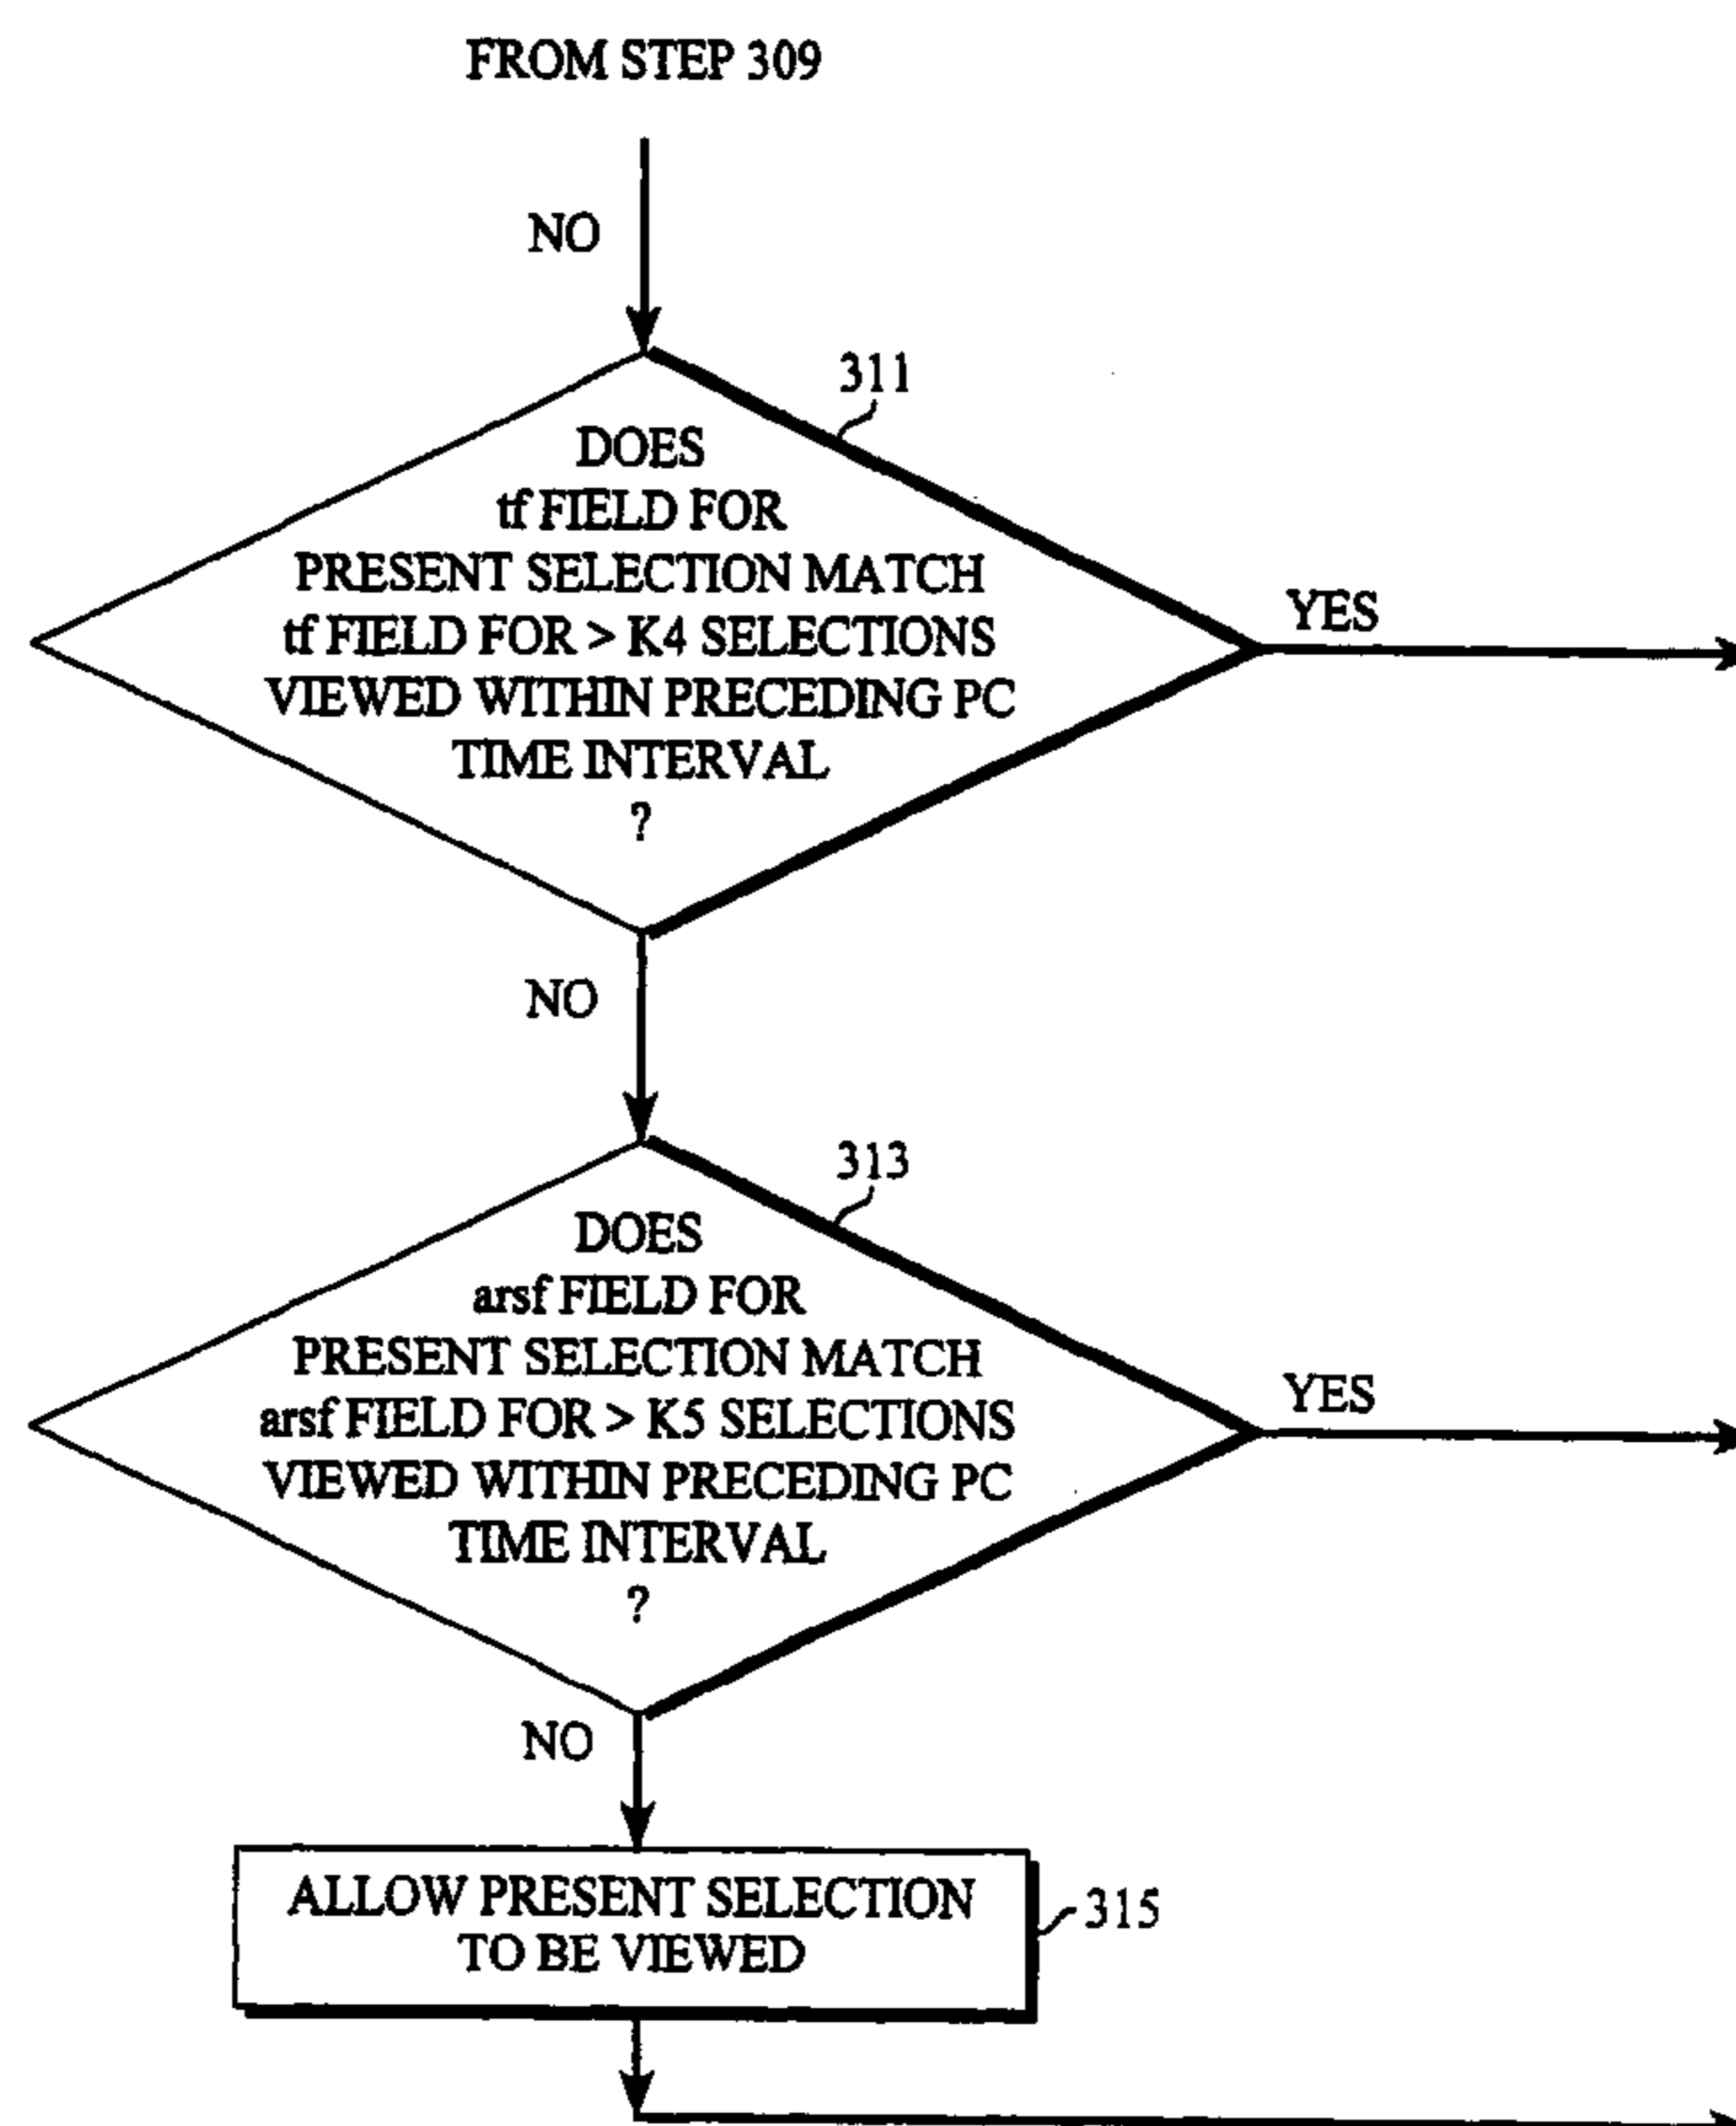 FROM STEP 309
NO
311
DOES
tf FIELD FOR
PRESENT SELECTION MATCH
tf FIELD FOR > K4 SELECTIONS
VIEWED WITHIN PRECEDING PC
TIME INTERVAL
?
YES
NO
313
DOES
arsf FIELD FOR
PRESENT SELECTION MATCH
arsf FIELD FOR > K5 SELECTIONS
VIEWED WITHIN PRECEDING PC
TIME INTERVAL
?
YES
NO
ALLOW PRESENT SELECTION
TO BE VIEWED
315